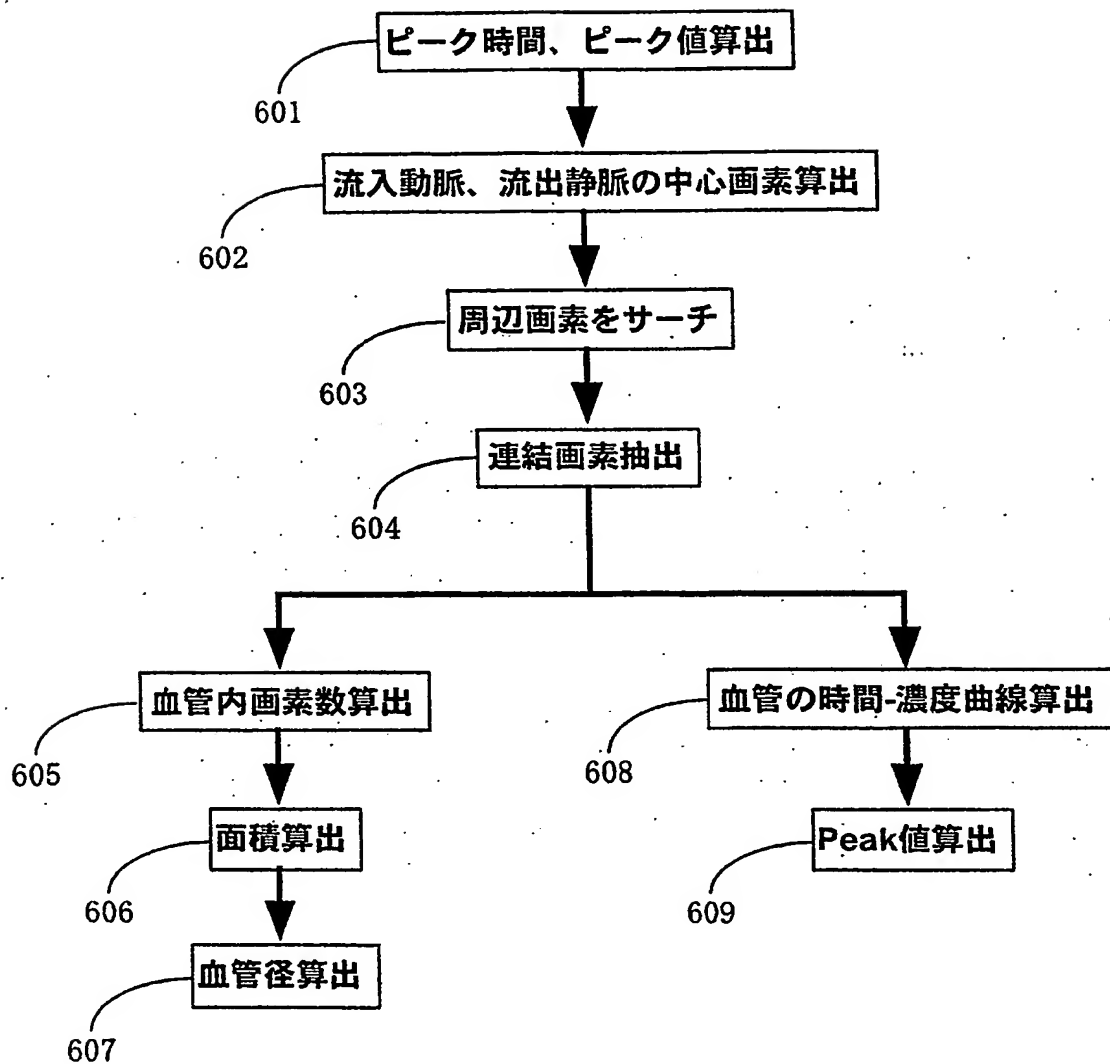 ピーク時間、ピーク値算出
601
流入動脈、流出静脈の中心画素算出
602
周辺画素をサーチ
603
連結画素抽出
604
血管内画素数算出
605
面積算出
606
血管径算出
607
血管の時間-濃度曲線算出
608
Peak値算出
609